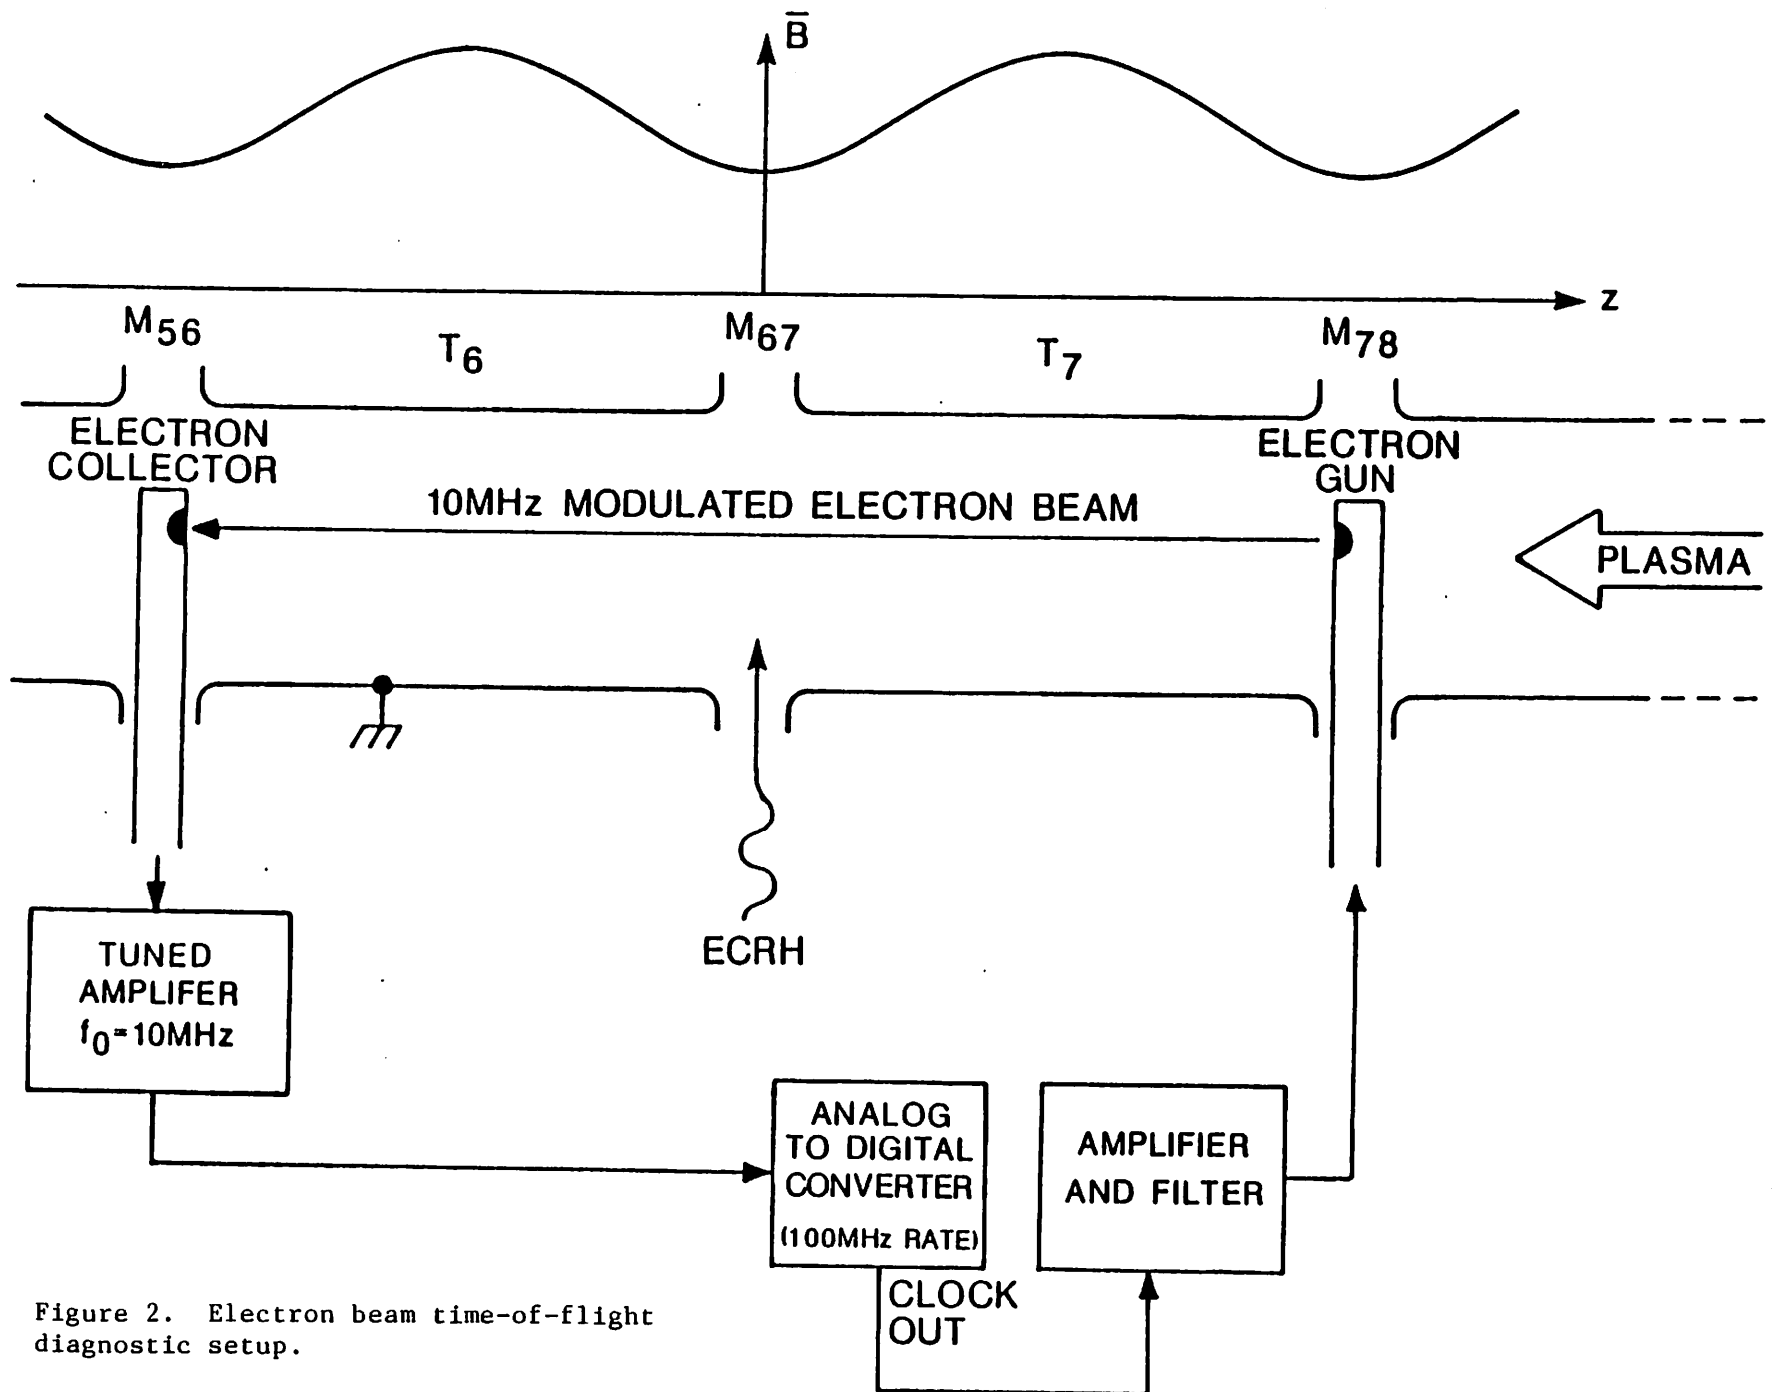 B̅
z
M56
T6
M67
T7
M78
ELECTRON
COLLECTOR
ELECTRON
GUN
10MHz MODULATED ELECTRON BEAM
PLASMA
ECRH
TUNED
AMPLIFER
f0=10MHz
ANALOG
TO DIGITAL
CONVERTER
(100MHz RATE)
AMPLIFIER
AND FILTER
CLOCK
OUT
Figure 2. Electron beam time-of-flight
diagnostic setup.